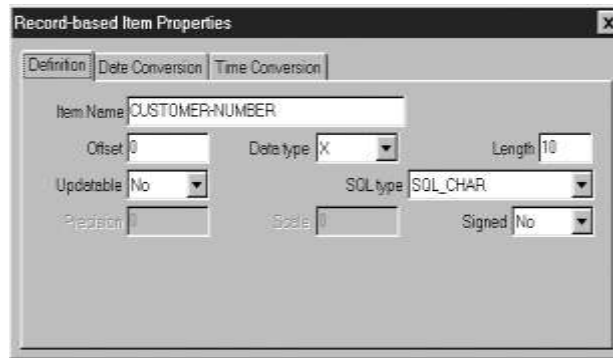 Record-based Item Properties
Definition Date Conversion Time Conversion
Item Name CUSTOMER-NUMBER
Offset 0 Data type X Length 10
Updatable No SQL type SQL_CHAR
Precision 0 Scale 0 Signed No